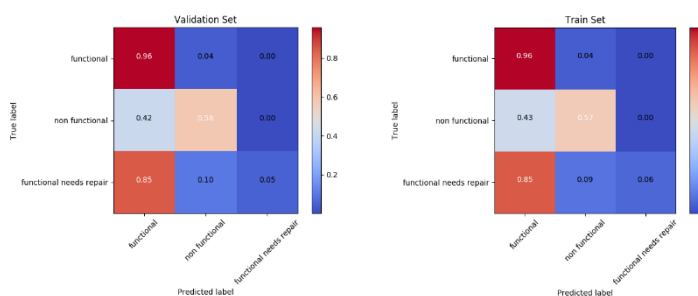 Validation Set
True label
functional
non functional
functional needs repair
0.96 0.04 0.00
0.42 0.58 0.00
0.85 0.10 0.05
0.8
0.6
0.4
0.2
functional
non functional
functional needs repair
Predicted label
Train Set
True label
functional
non functional
functional needs repair
0.96 0.04 0.00
0.43 0.57 0.00
0.85 0.09 0.06
functional
non functional
functional needs repair
Predicted label